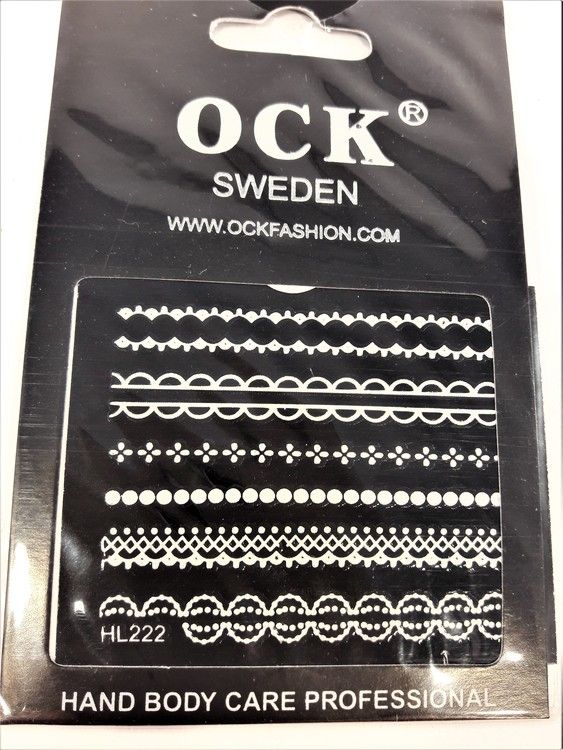 OCK®
SWEDEN
WWW.OCKFASHION.COM
HL222
HAND BODY CARE PROFESSIONAL